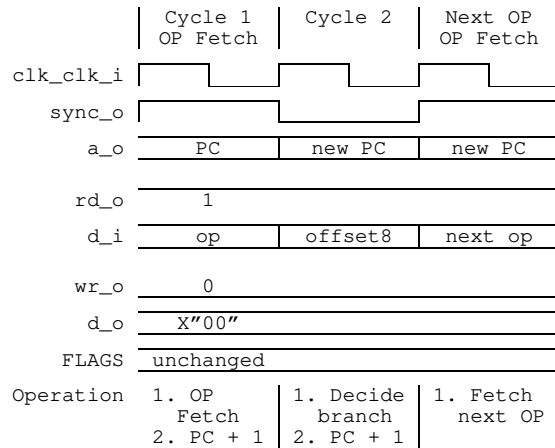 Cycle 1 Cycle 2 Next OP
OP Fetch OP Fetch
clk_clk_i
sync_o
a_o PC new PC new PC
rd_o 1
d_i op offset8 next op
wr_o 0
d_o X"00"
FLAGS unchanged
Operation 1. OP 1. Decide 1. Fetch
Fetch branch next OP
2. PC + 1 2. PC + 1